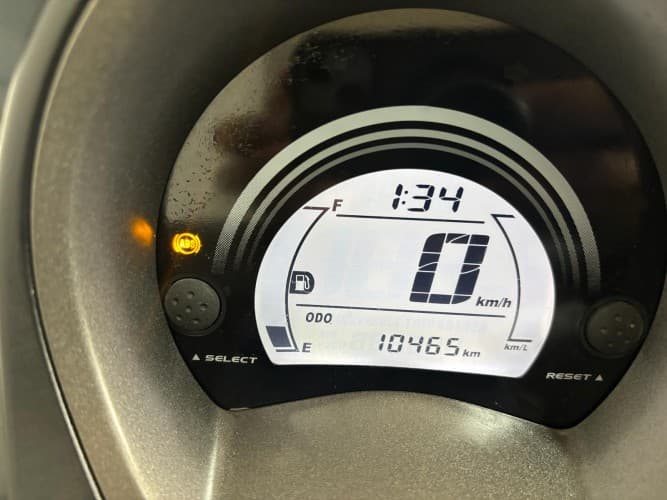 1:34
F
ABS
0 km/h
ODO
10465 km
E
km/L
▲ SELECT
RESET ▲